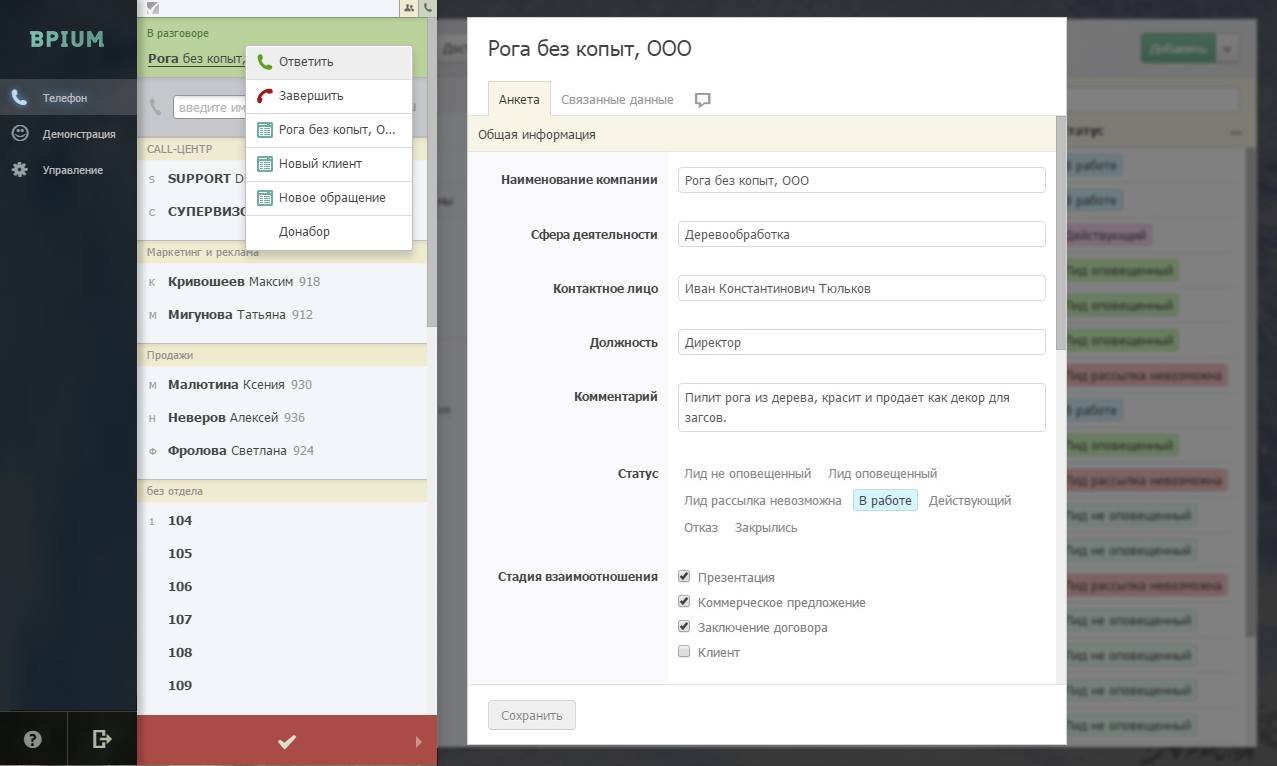 BPIUM
Телефон
Демонстрация
Управление
В разговоре
Рога без копыт,
введите им
Ответить
Завершить
Рога без копыт, О...
Новый клиент
Новое обращение
Донабор
CALL-ЦЕНТР
S SUPPORT D
С СУПЕРВИЗО
Маркетинг и реклама
К Кривошеев Максим 918
М Мигунова Татьяна 912
Продажи
М Малютина Ксения 930
Н Неверов Алексей 936
Ф Фролова Светлана 924
без отдела
1 104
105
106
107
108
109
Рога без копыт, ООО
Анкета Связанные данные
Общая информация
Наименование компании Рога без копыт, ООО
Сфера деятельности Деревообработка
Контактное лицо Иван Константинович Тюльков
Должность Директор
Комментарий Пилит рога из дерева, красит и продает как декор для
загсов.
Статус Лид не оповещенный Лид оповещенный
Лид рассылка невозможна В работе Действующий
Отказ Закрылись
Стадия взаимоотношения Презентация
Коммерческое предложение
Заключение договора
Клиент
Сохранить
Добавить
татус
В работе
В работе
Действующий
Лид оповещенный
Лид оповещенный
Лид оповещенный
Лид рассылка невозможна
В работе
Лид оповещенный
Лид рассылка невозможна
Лид не оповещенный
Лид не оповещенный
Лид рассылка невозможна
Лид не оповещенный
Лид не оповещенный
Лид не оповещенный
Лид не оповещенный